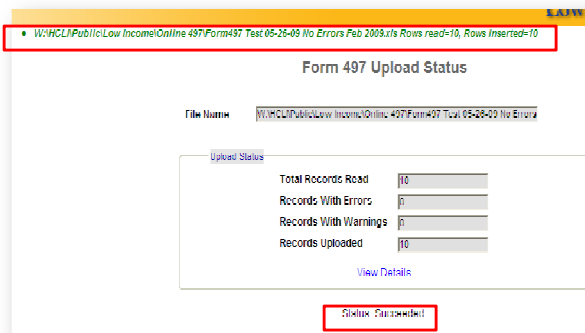 Low
W:\HCLI\Public\Low Income\Online 497\Form497 Test 05-26-09 No Errors Feb 2009.xls Rows read=10, Rows Inserted=10
Form 497 Upload Status
File Name W:\HCLI\Public\Low Income\Online 497\Form497 Test 05-26-09 No Errors
Upload Status
Total Records Read 10
Records With Errors 0
Records With Warnings 0
Records Uploaded 10
View Details
Status: Succeeded